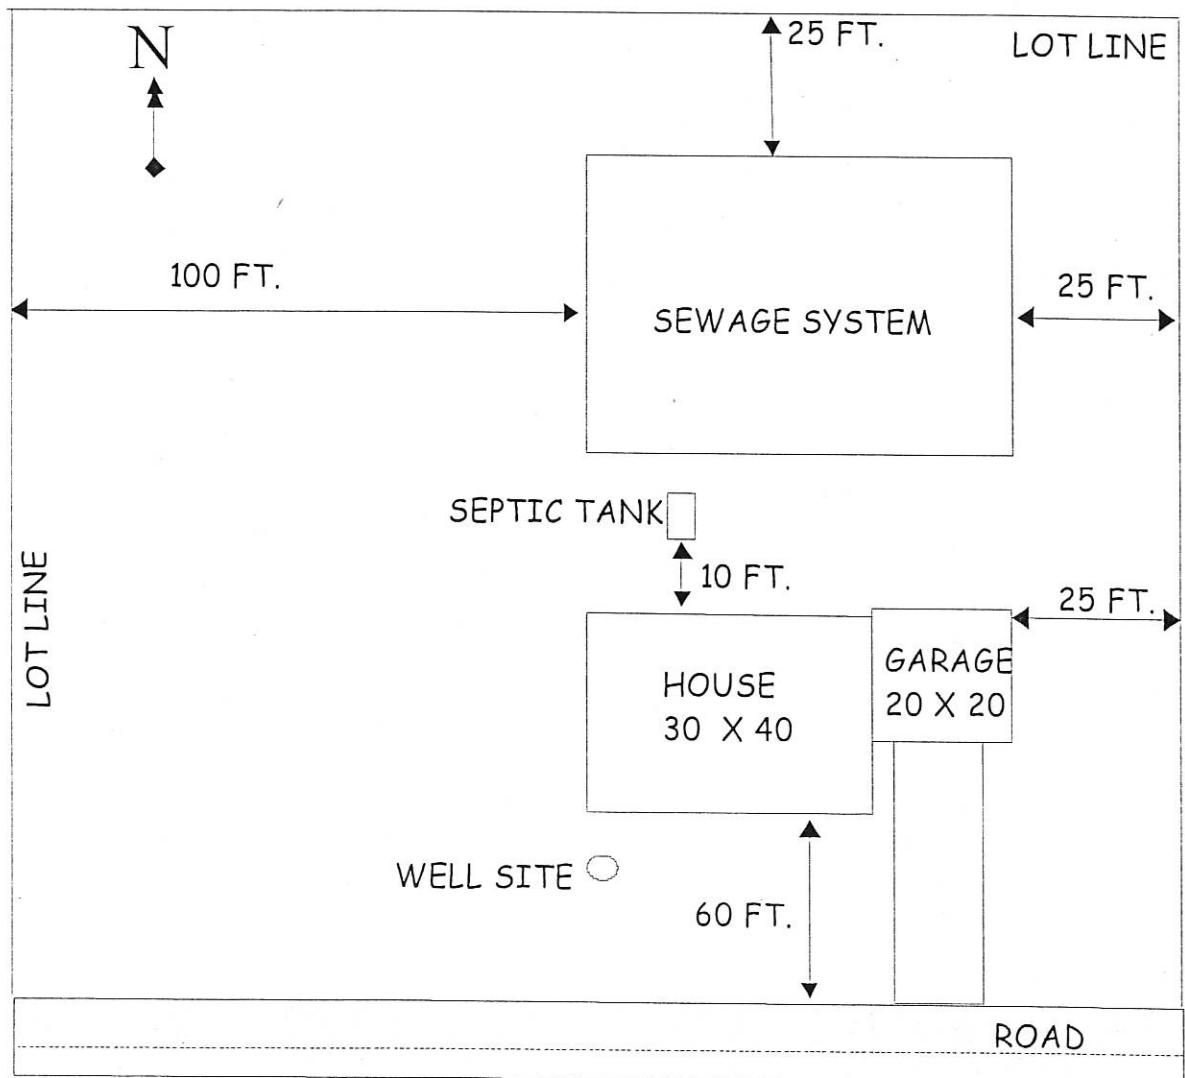 N
25 FT.
LOT LINE
100 FT.
25 FT.
SEWAGE SYSTEM
SEPTIC TANK
10 FT.
25 FT.
LOT LINE
HOUSE
30 X 40
GARAGE
20 X 20
WELL SITE
60 FT.
ROAD